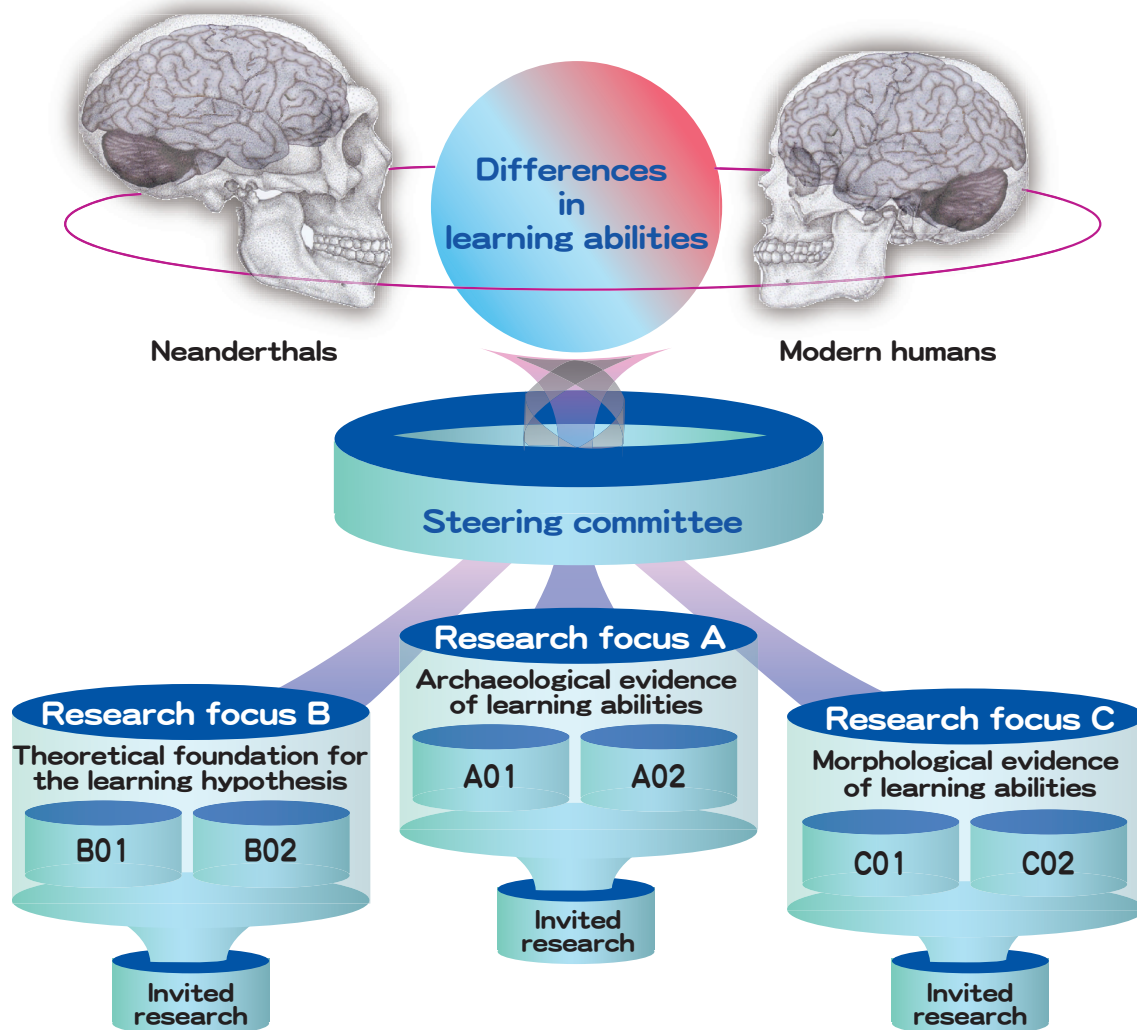 Differences
in
learning abilities
Neanderthals
Modern humans
Steering committee
Research focus A
Archaeological evidence
of learning abilities
A01
A02
Invited
research
Research focus B
Theoretical foundation for
the learning hypothesis
B01
B02
Invited
research
Research focus C
Morphological evidence
of learning abilities
C01
C02
Invited
research